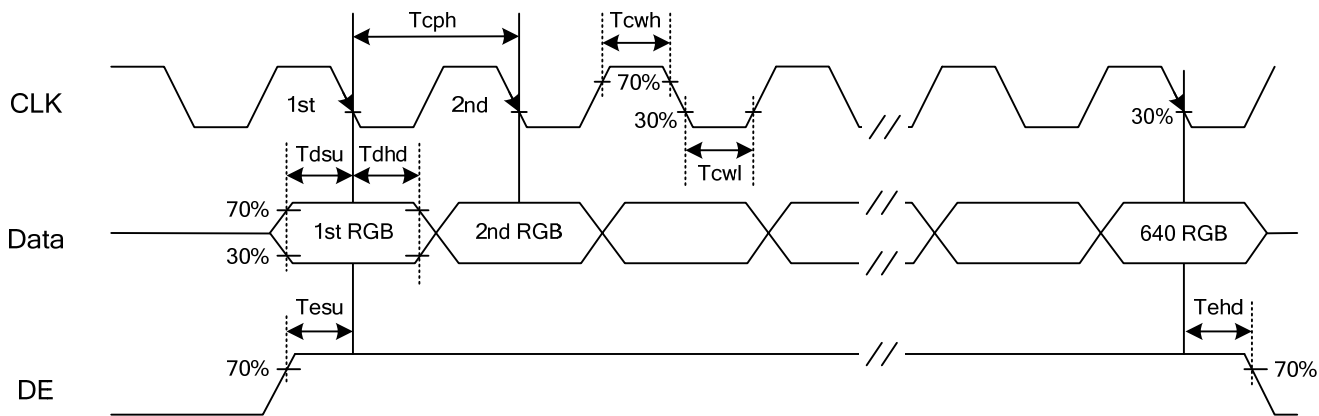 Tcph
Tcwh
CLK
1st
2nd
70%
30%
30%
Tdsu
Tdhd
Tcwl
Data
70%
30%
1st RGB
2nd RGB
640 RGB
Tesu
Tehd
DE
70%
70%